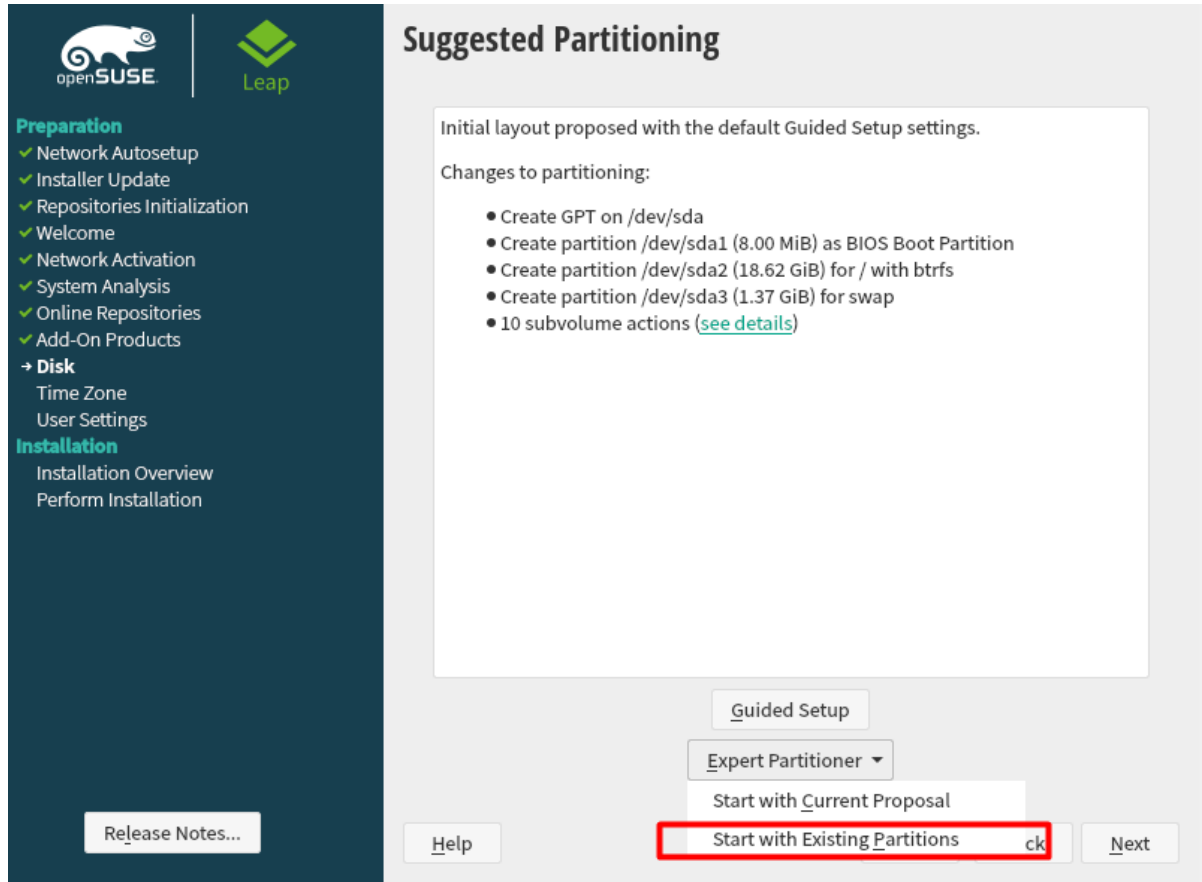 openSUSE.
Leap
Preparation
Network Autosetup
Installer Update
Repositories Initialization
Welcome
Network Activation
System Analysis
Online Repositories
Add-On Products
Disk
Time Zone
User Settings
Installation
Installation Overview
Perform Installation
Release Notes...
Suggested Partitioning
Initial layout proposed with the default Guided Setup settings.
Changes to partitioning:
Create GPT on /dev/sda
Create partition /dev/sda1 (8.00 MiB) as BIOS Boot Partition
Create partition /dev/sda2 (18.62 GiB) for / with btrfs
Create partition /dev/sda3 (1.37 GiB) for swap
10 subvolume actions (see details)
Guided Setup
Expert Partitioner
Start with Current Proposal
Start with Existing Partitions
Help
ck
Next